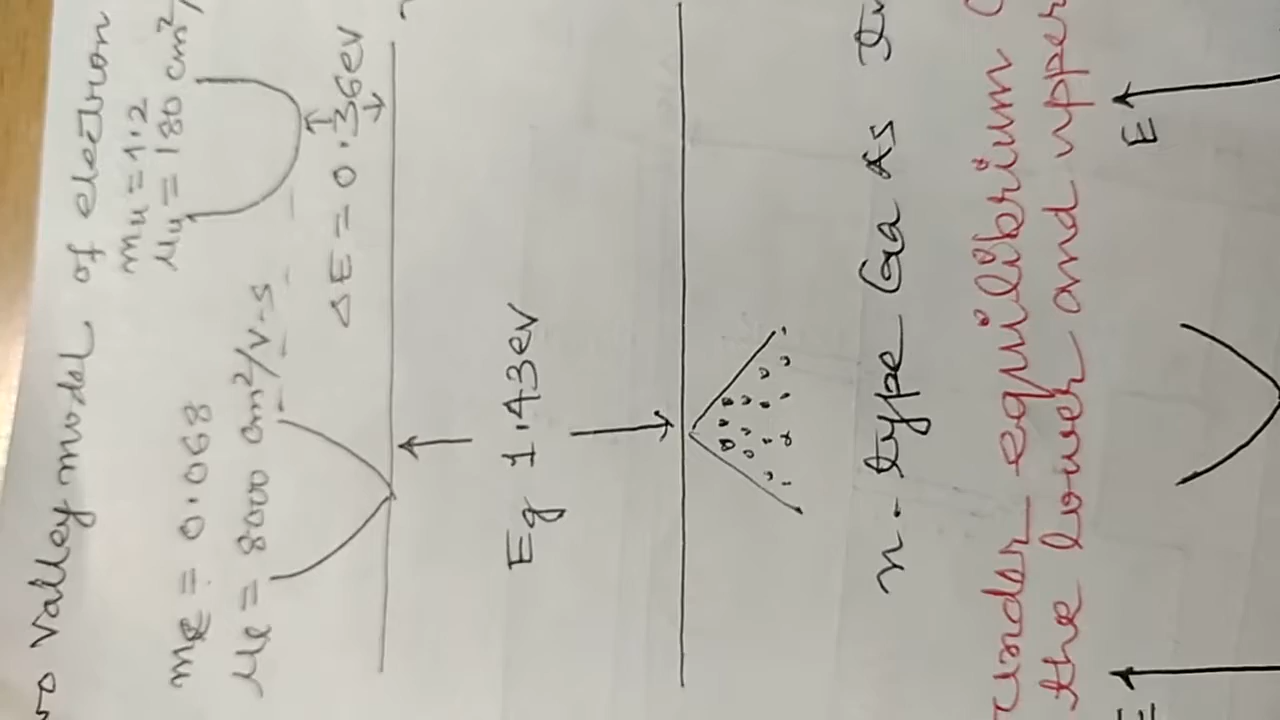 valley model of electron
mu = 1.2
μu = 180 cm²/
me = 0.068
μl = 8000 cm²/V-s
ΔE = 0.36eV
Eg 1.43eV
n-type Ga As
under equilibrium
the lower and upper
E
E